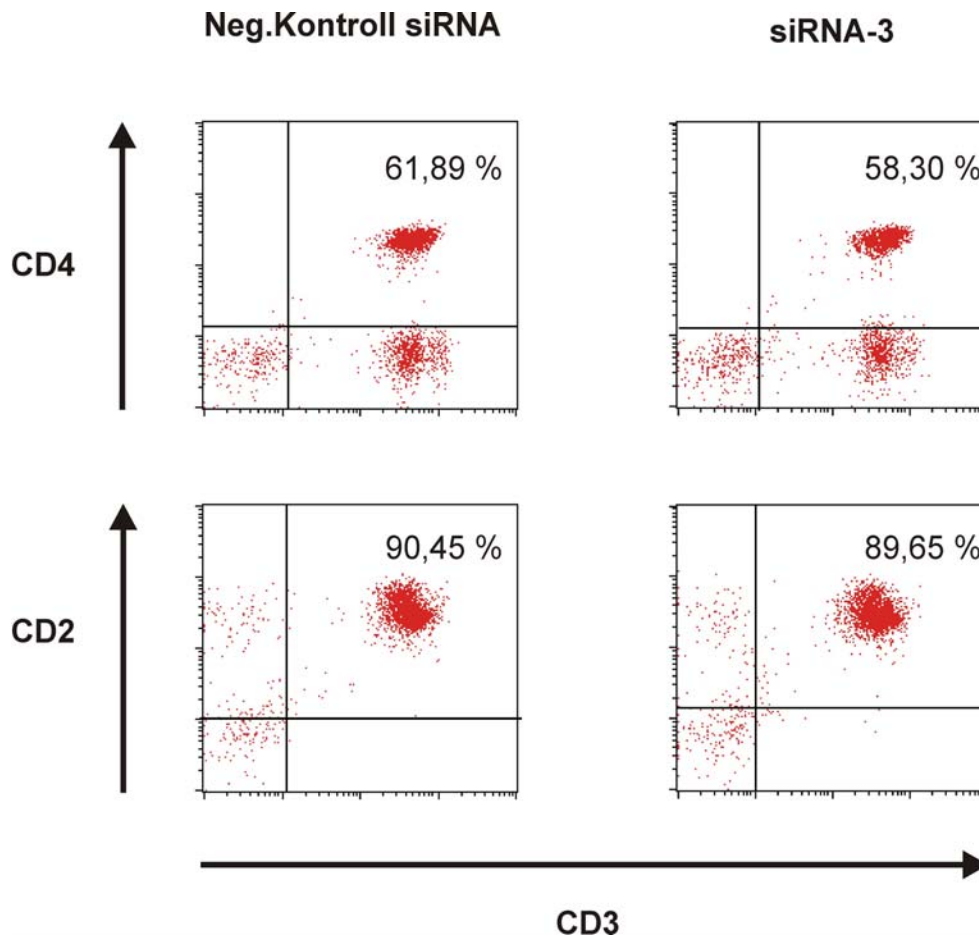 Neg.Kontroll siRNA
siRNA-3
61,89 %
58,30 %
CD4
90,45 %
89,65 %
CD2
CD3